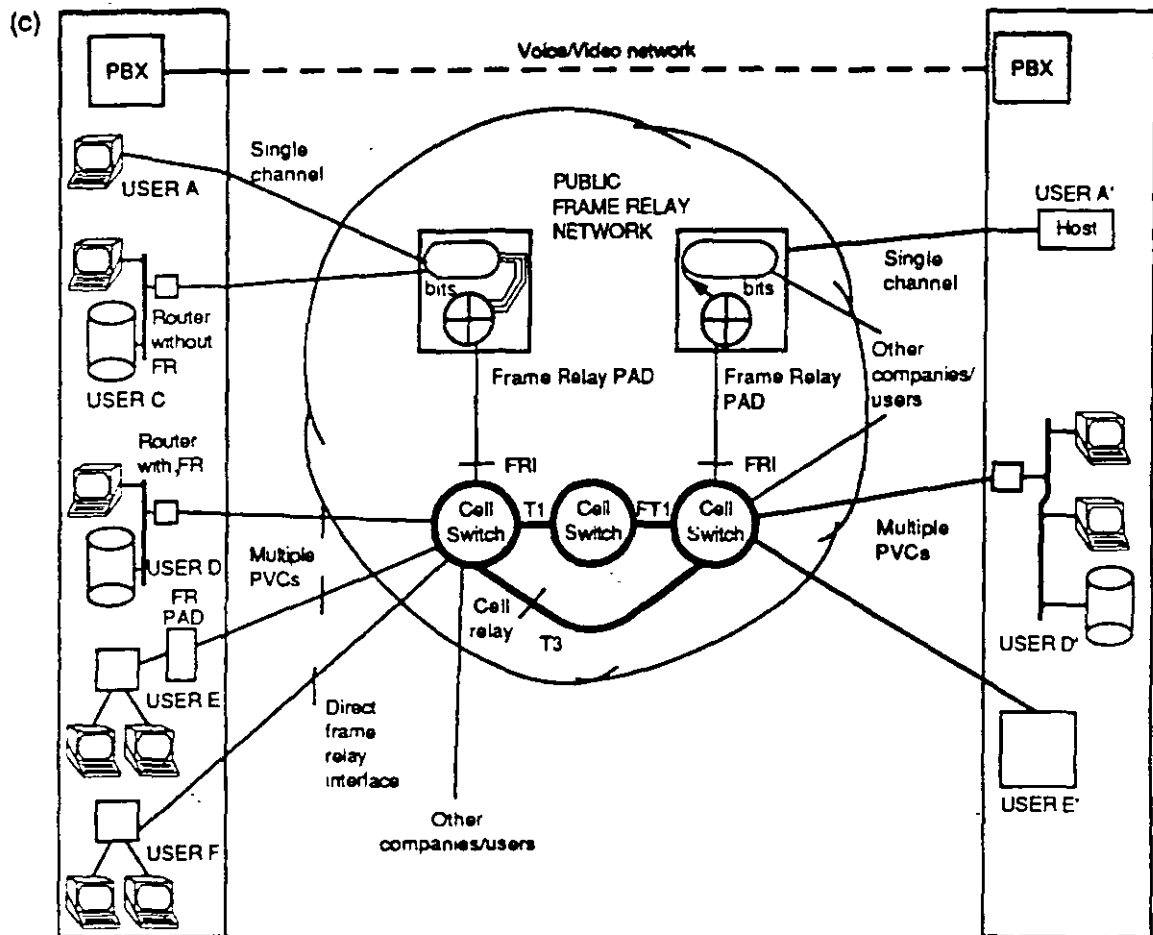 (c)
Voice/Video network
PBX
PBX
Single
channel
USER A
PUBLIC
FRAME RELAY
NETWORK
USER A'
Host
bits
bits
Single
channel
Router
without
FR
USER C
Frame Relay PAD
Frame Relay
PAD
Other
companies/
users
Router
with FR
FRI
FRI
Cell
Switch
T1
Cell
Switch
FT1
Cell
Switch
USER D
Multiple
PVCs
Multiple
PVCs
FR
PAD
Cell
relay
T3
USER D'
USER E
Direct
frame
relay
interface
USER E'
Other
companies/users
USER F